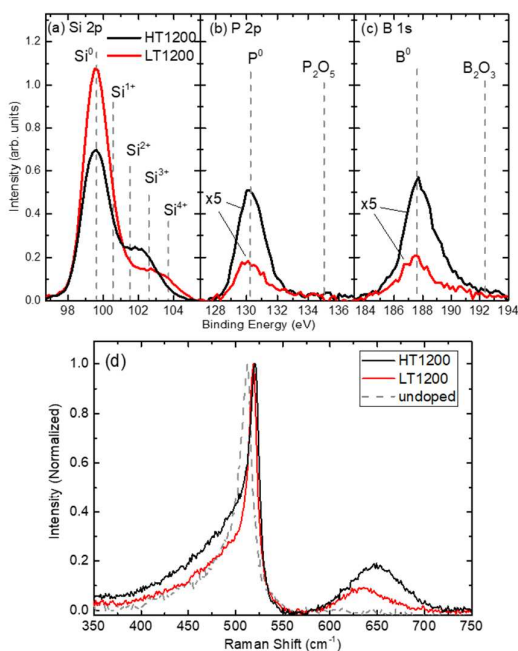 (a) Si 2p
HT1200
LT1200
(b) P 2p
(c) B 1s
Si⁰
Si¹⁺
Si²⁺
Si³⁺
Si⁴⁺
P⁰
P₂O₅
B⁰
B₂O₃
x5
x5
Intensity (arb. units)
1.2
1.0
0.8
0.6
0.4
0.2
0.0
98 100 102 104 128 130 132 134 136 184 186 188 190 192 194
Binding Energy (eV)
(d)
HT1200
LT1200
undoped
Intensity (Normalized)
1.0
0.8
0.6
0.4
0.2
0.0
350 400 450 500 550 600 650 700 750
Raman Shift (cm⁻¹)